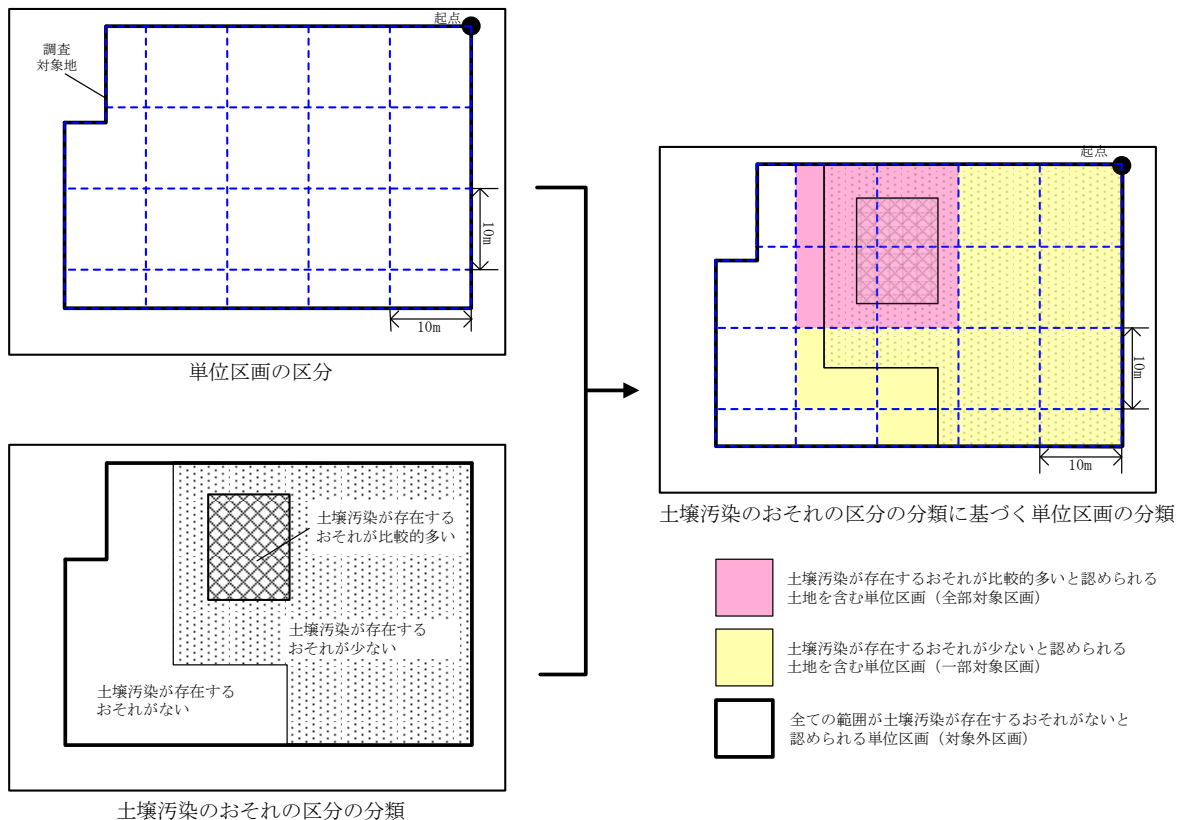 起点
調査
対象地
10m
10m
単位区画の区分
土壌汚染が存在する
おそれが比較的多い
土壌汚染が存在する
おそれが少ない
土壌汚染が存在する
おそれがない
土壌汚染のおそれの区分の分類
起点
10m
10m
土壌汚染のおそれの区分の分類に基づく単位区画の分類
土壌汚染が存在するおそれが比較的多いと認められる
土地を含む単位区画（全部対象区画）
土壌汚染が存在するおそれが少ないと認められる
土地を含む単位区画（一部対象区画）
全ての範囲が土壌汚染が存在するおそれがないと
認められる単位区画（対象外区画）